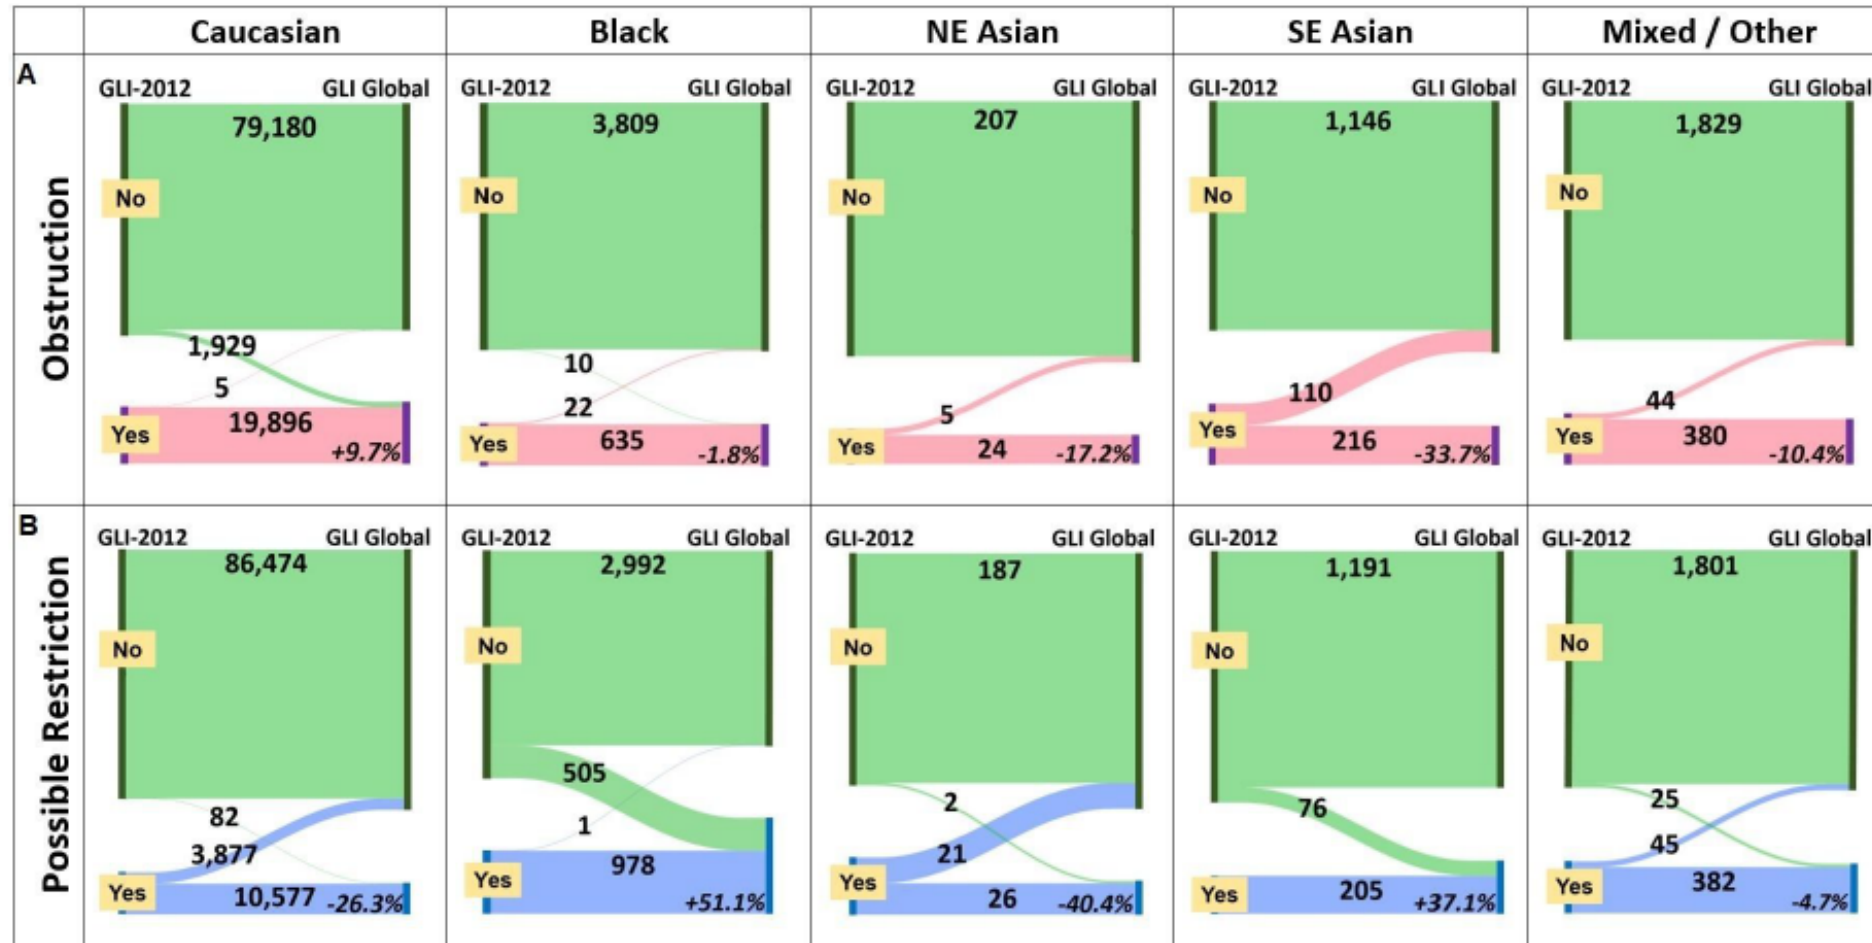 Caucasian Black NE Asian SE Asian Mixed / Other
A
Obstruction
GLI-2012 GLI Global
79,180
No
1,929
5
Yes
19,896
+9.7%
GLI-2012 GLI Global
3,809
No
10
22
Yes
635
-1.8%
GLI-2012 GLI Global
207
No
5
Yes
24
-17.2%
GLI-2012 GLI Global
1,146
No
110
Yes
216
-33.7%
GLI-2012 GLI Global
1,829
No
44
Yes
380
-10.4%
B
Possible Restriction
GLI-2012 GLI Global
86,474
No
82
3,877
Yes
10,577 -26.3%
GLI-2012 GLI Global
2,992
No
505
1
Yes
978
+51.1%
GLI-2012 GLI Global
187
No
2
21
Yes
26 -40.4%
GLI-2012 GLI Global
1,191
No
76
Yes
205 +37.1%
GLI-2012 GLI Global
1,801
No
25
45
Yes
382
-4.7%